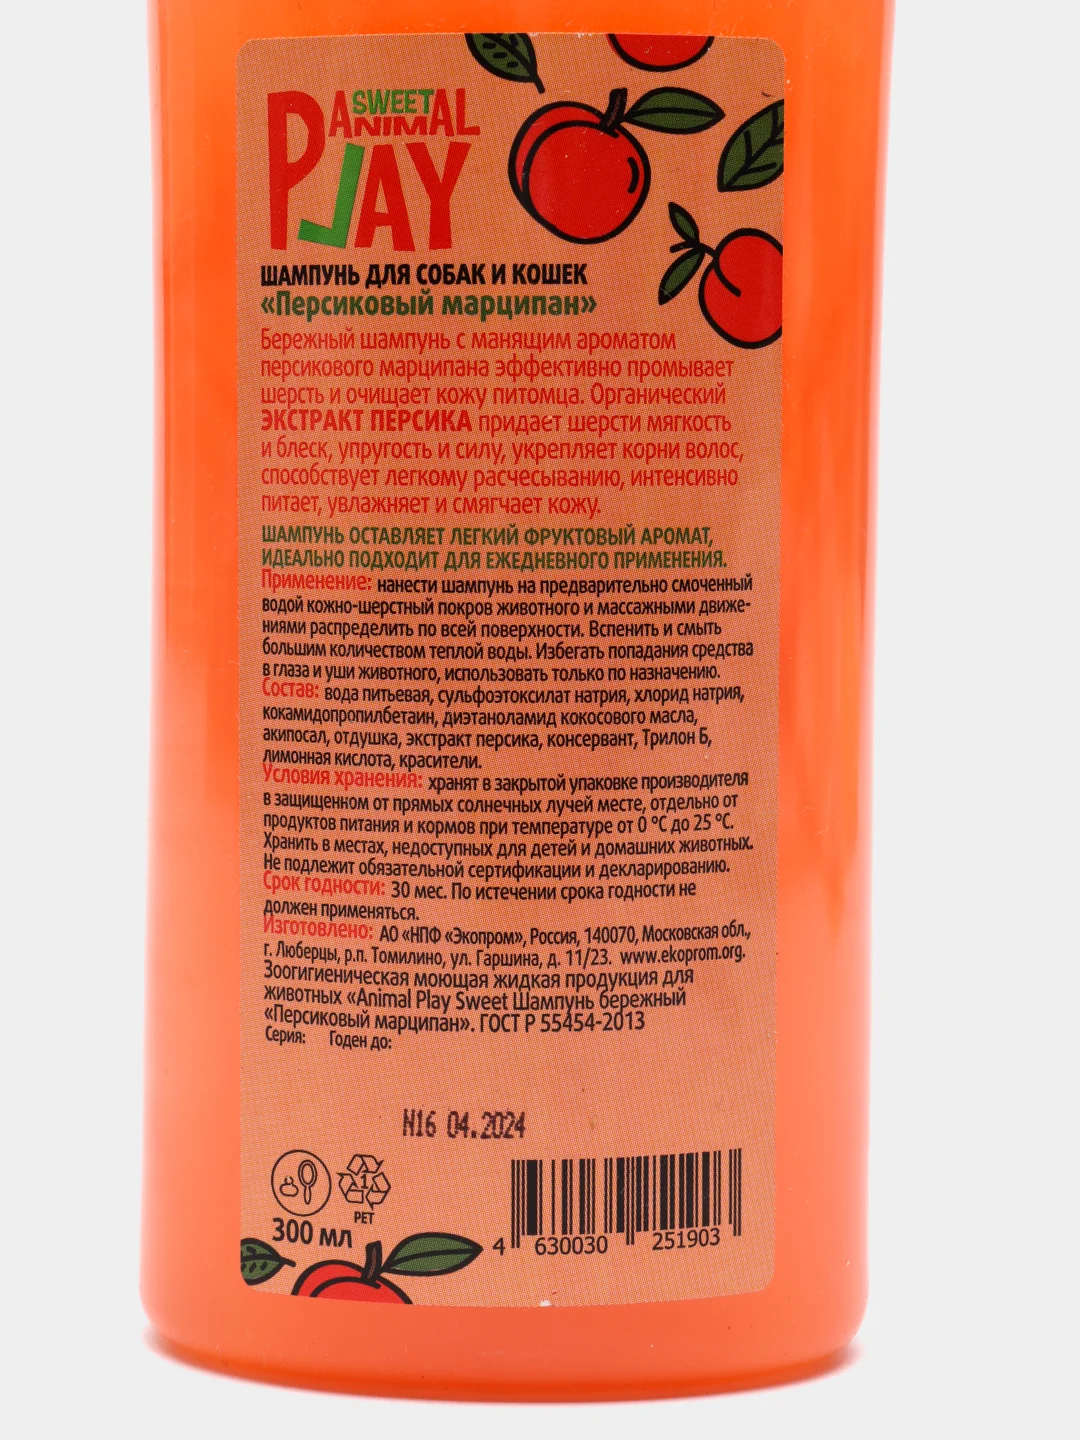 SWEET
ANIMAL
PLAY
ШАМПУНЬ ДЛЯ СОБАК И КОШЕК
«Персиковый марципан»
Бережный шампунь с манящим ароматом
персикового марципана эффективно промывает
шерсть и очищает кожу питомца. Органический
ЭКСТРАКТ ПЕРСИКА придает шерсти мягкость
и блеск, упругость и силу, укрепляет корни волос,
способствует легкому расчесыванию, интенсивно
питает, увлажняет и смягчает кожу.
ШАМПУНЬ ОСТАВЛЯЕТ ЛЕГКИЙ ФРУКТОВЫЙ АРОМАТ,
ИДЕАЛЬНО ПОДХОДИТ ДЛЯ ЕЖЕДНЕВНОГО ПРИМЕНЕНИЯ.
Применение: нанести шампунь на предварительно смоченный
водой кожно-шерстный покров животного и массажными движе-
ниями распределить по всей поверхности. Вспенить и смыть
большим количеством теплой воды. Избегать попадания средства
в глаза и уши животного, использовать только по назначению.
Состав: вода питьевая, сульфоэтоксилат натрия, хлорид натрия,
кокамидопропилбетаин, диэтаноламид кокосового масла,
акипосал, отдушка, экстракт персика, консервант, Трилон Б,
лимонная кислота, красители.
Условия хранения: хранят в закрытой упаковке производителя
в защищенном от прямых солнечных лучей месте, отдельно от
продуктов питания и кормов при температуре от 0 °С до 25 °С.
Хранить в местах, недоступных для детей и домашних животных.
Не подлежит обязательной сертификации и декларированию.
Срок годности: 30 мес. По истечении срока годности не
должен применяться.
Изготовлено: АО «НПФ «Экопром», Россия, 140070, Московская обл.,
г. Люберцы, р.п. Томилино, ул. Гаршина, д. 11/23. www.ekoprom.org.
Зоогигиеническая моющая жидкая продукция для
животных «Animal Play Sweet Шампунь бережный
«Персиковый марципан». ГОСТ Р 55454-2013
Серия: Годен до:
N16 04.2024
1
PET
300 мл
4 630030 251903